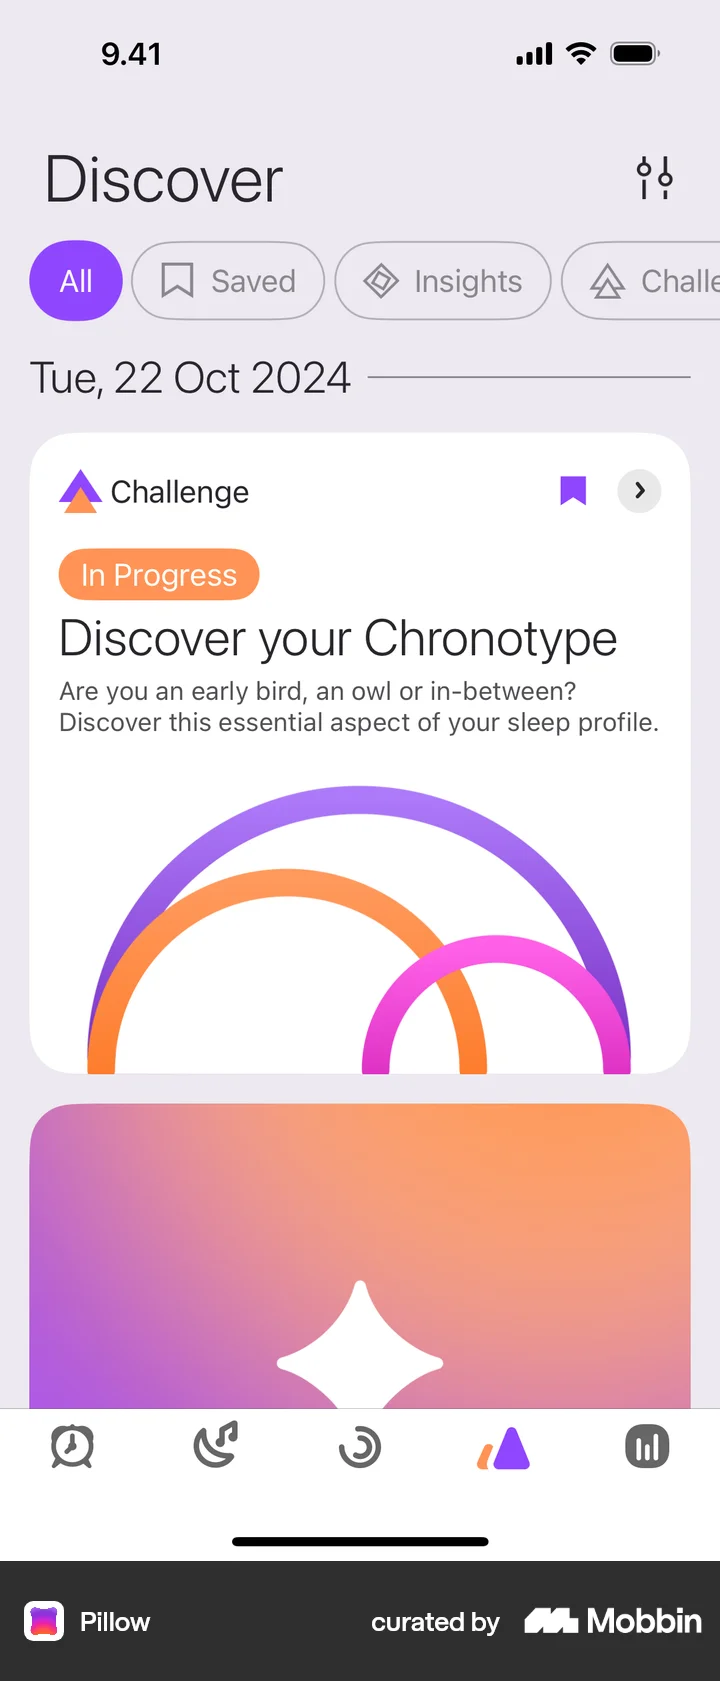 9.41
Discover
All
Saved
Insights
Challe
Tue, 22 Oct 2024
Challenge
In Progress
Discover your Chronotype
Are you an early bird, an owl or in-between?
Discover this essential aspect of your sleep profile.
Pillow
curated by
Mobbin